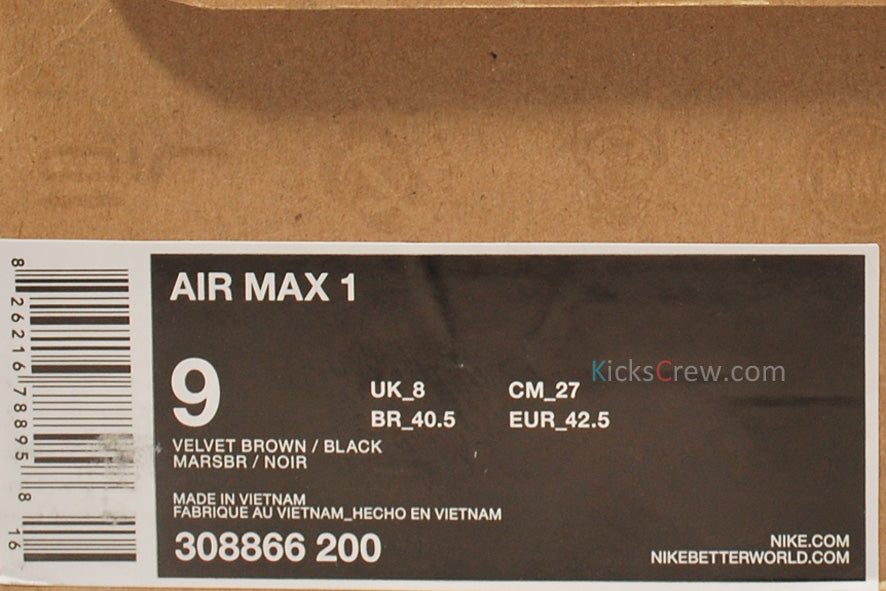 AIR MAX 1
9
UK_8 CM_27
BR_40.5 EUR_42.5
KicksCrew.com
VELVET BROWN / BLACK
MARSBR / NOIR
MADE IN VIETNAM
FABRIQUE AU VIETNAM_HECHO EN VIETNAM
308866 200
NIKE.COM
NIKEBETTERWORLD.COM
8 26216 78895 8 16